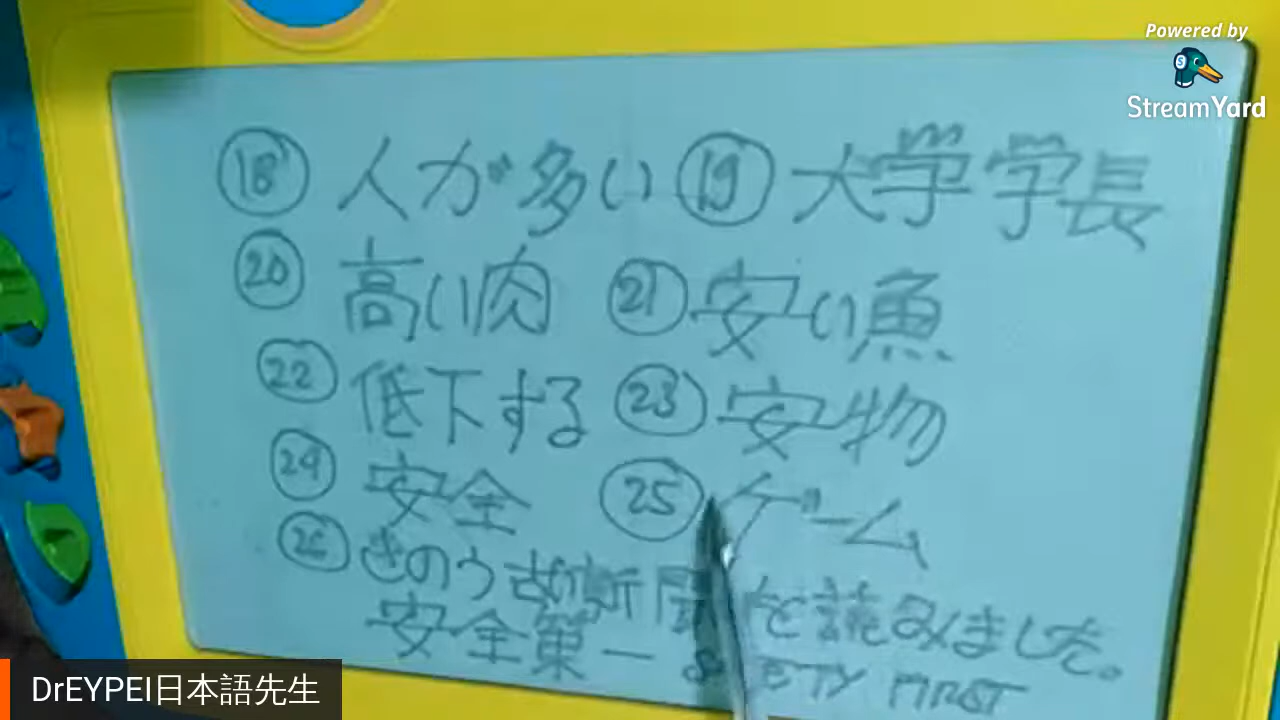 Powered by
StreamYard
⑱ 人が多い ⑲ 大学学長
⑳ 高い肉 ㉑ 安い魚
㉒ 低下する ㉓ 安物
㉔ 安全 ㉕ ゲーム
㉖ きのう古い新聞を読みました。
安全第一 SAFETY FIRST
DrEYPEI日本語先生